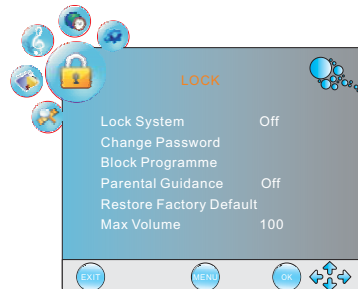 LOCK
Lock System Off
Change Password
Block Programme
Parental Guidance Off
Restore Factory Default
Max Volume 100
EXIT MENU OK